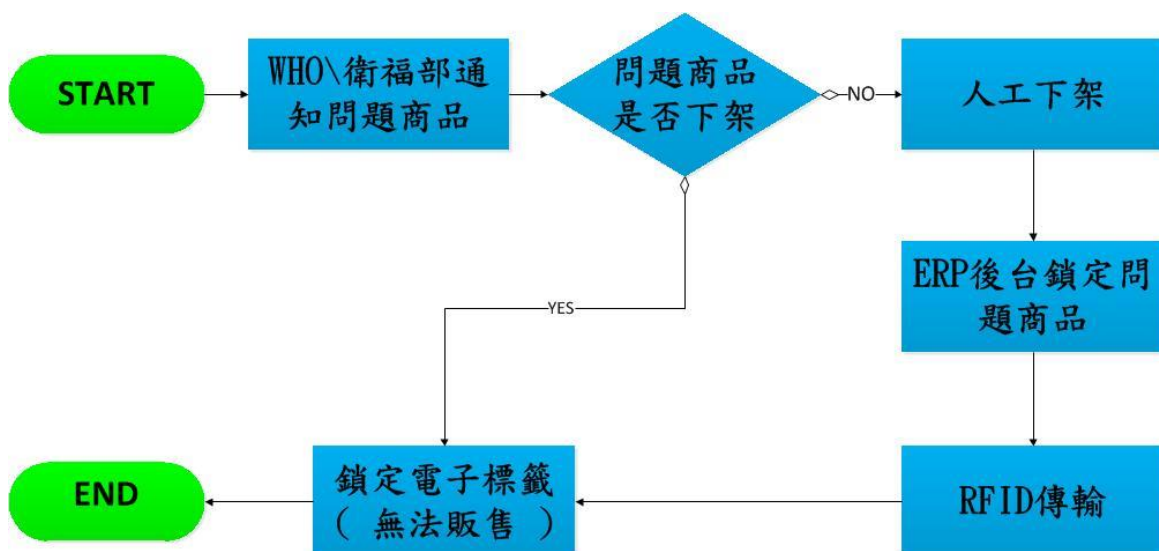 START
WHO\衛福部通
知問題商品
問題商品
是否下架
NO
人工下架
ERP後台鎖定問
題商品
YES
END
鎖定電子標籤
( 無法販售 )
RFID傳輸